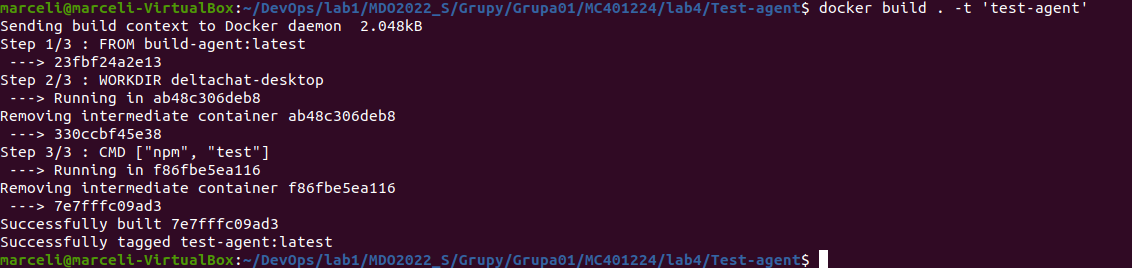 marceli@marceli-VirtualBox:~/DevOps/lab1/MDO2022_S/Grupy/Grupa01/MC401224/lab4/Test-agent$ docker build . -t 'test-agent'
Sending build context to Docker daemon  2.048kB
Step 1/3 : FROM build-agent:latest
 ---> 23fbf24a2e13
Step 2/3 : WORKDIR deltachat-desktop
 ---> Running in ab48c306deb8
Removing intermediate container ab48c306deb8
 ---> 330ccbf45e38
Step 3/3 : CMD ["npm", "test"]
 ---> Running in f86fbe5ea116
Removing intermediate container f86fbe5ea116
 ---> 7e7fffc09ad3
Successfully built 7e7fffc09ad3
Successfully tagged test-agent:latest
marceli@marceli-VirtualBox:~/DevOps/lab1/MDO2022_S/Grupy/Grupa01/MC401224/lab4/Test-agent$